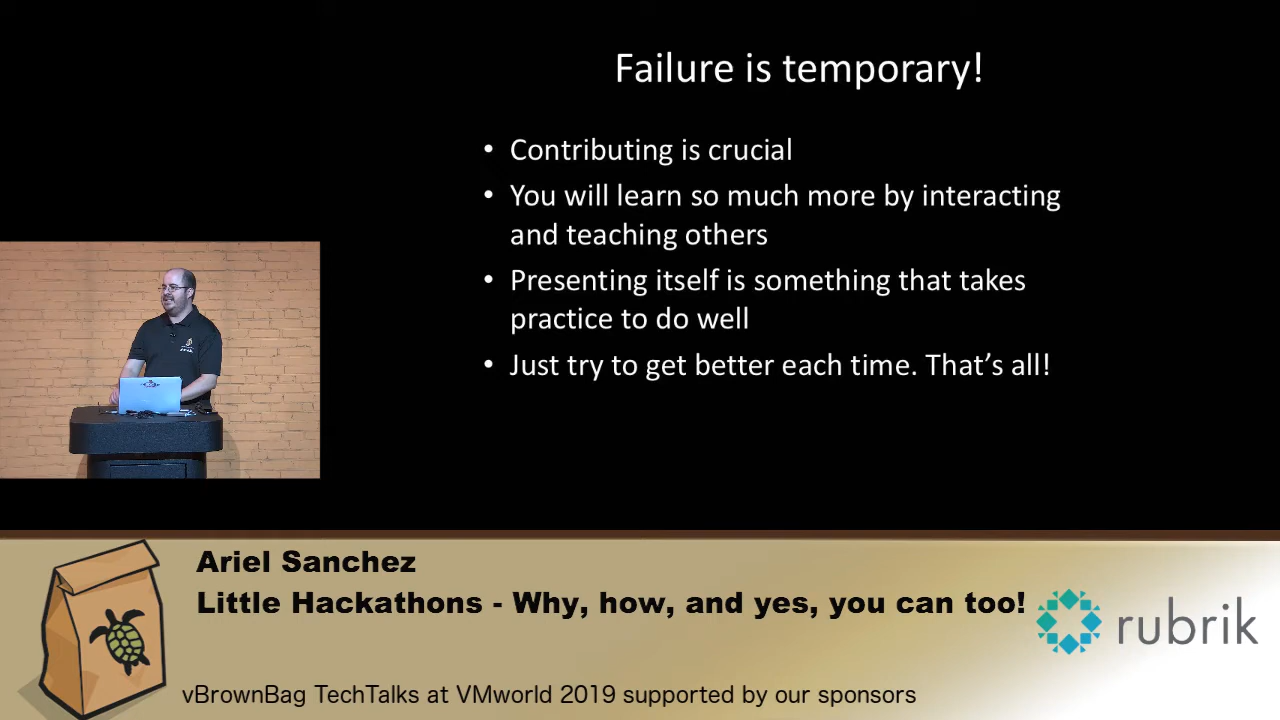 Failure is temporary!
• Contributing is crucial
• You will learn so much more by interacting
and teaching others
• Presenting itself is something that takes
practice to do well
• Just try to get better each time. That’s all!
Ariel Sanchez
Little Hackathons - Why, how, and yes, you can too!
rubrik
vBrownBag TechTalks at VMworld 2019 supported by our sponsors